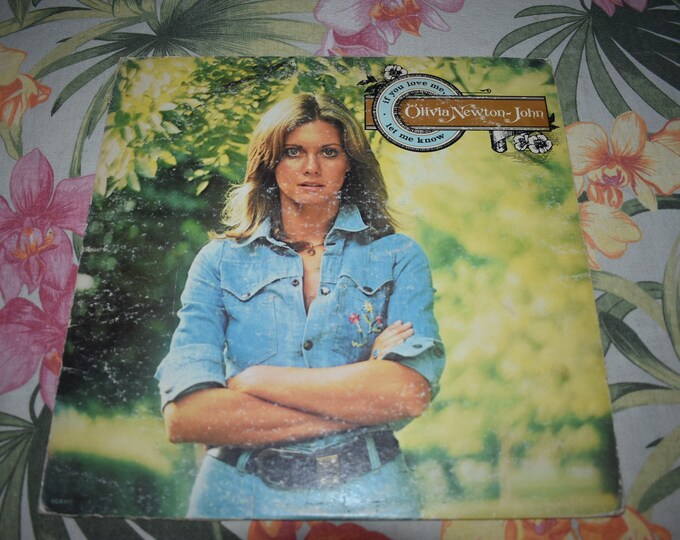 if you love me,
Olivia Newton-John
let me know